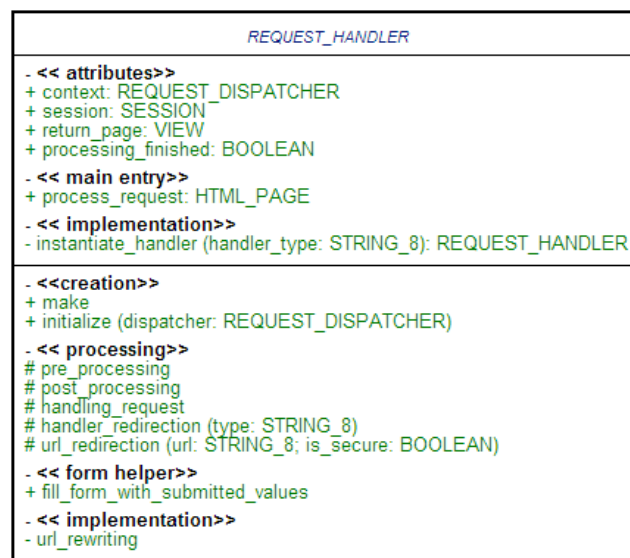 REQUEST_HANDLER
- << attributes>>
+ context: REQUEST_DISPATCHER
+ session: SESSION
+ return_page: VIEW
+ processing_finished: BOOLEAN
- << main entry>>
+ process_request: HTML_PAGE
- << implementation>>
- instantiate_handler (handler_type: STRING_8): REQUEST_HANDLER
- <<creation>>
+ make
+ initialize (dispatcher: REQUEST_DISPATCHER)
- << processing>>
# pre_processing
# post_processing
# handling_request
# handler_redirection (type: STRING_8)
# url_redirection (url: STRING_8; is_secure: BOOLEAN)
- << form helper>>
+ fill_form_with_submitted_values
- << implementation>>
- url_rewriting